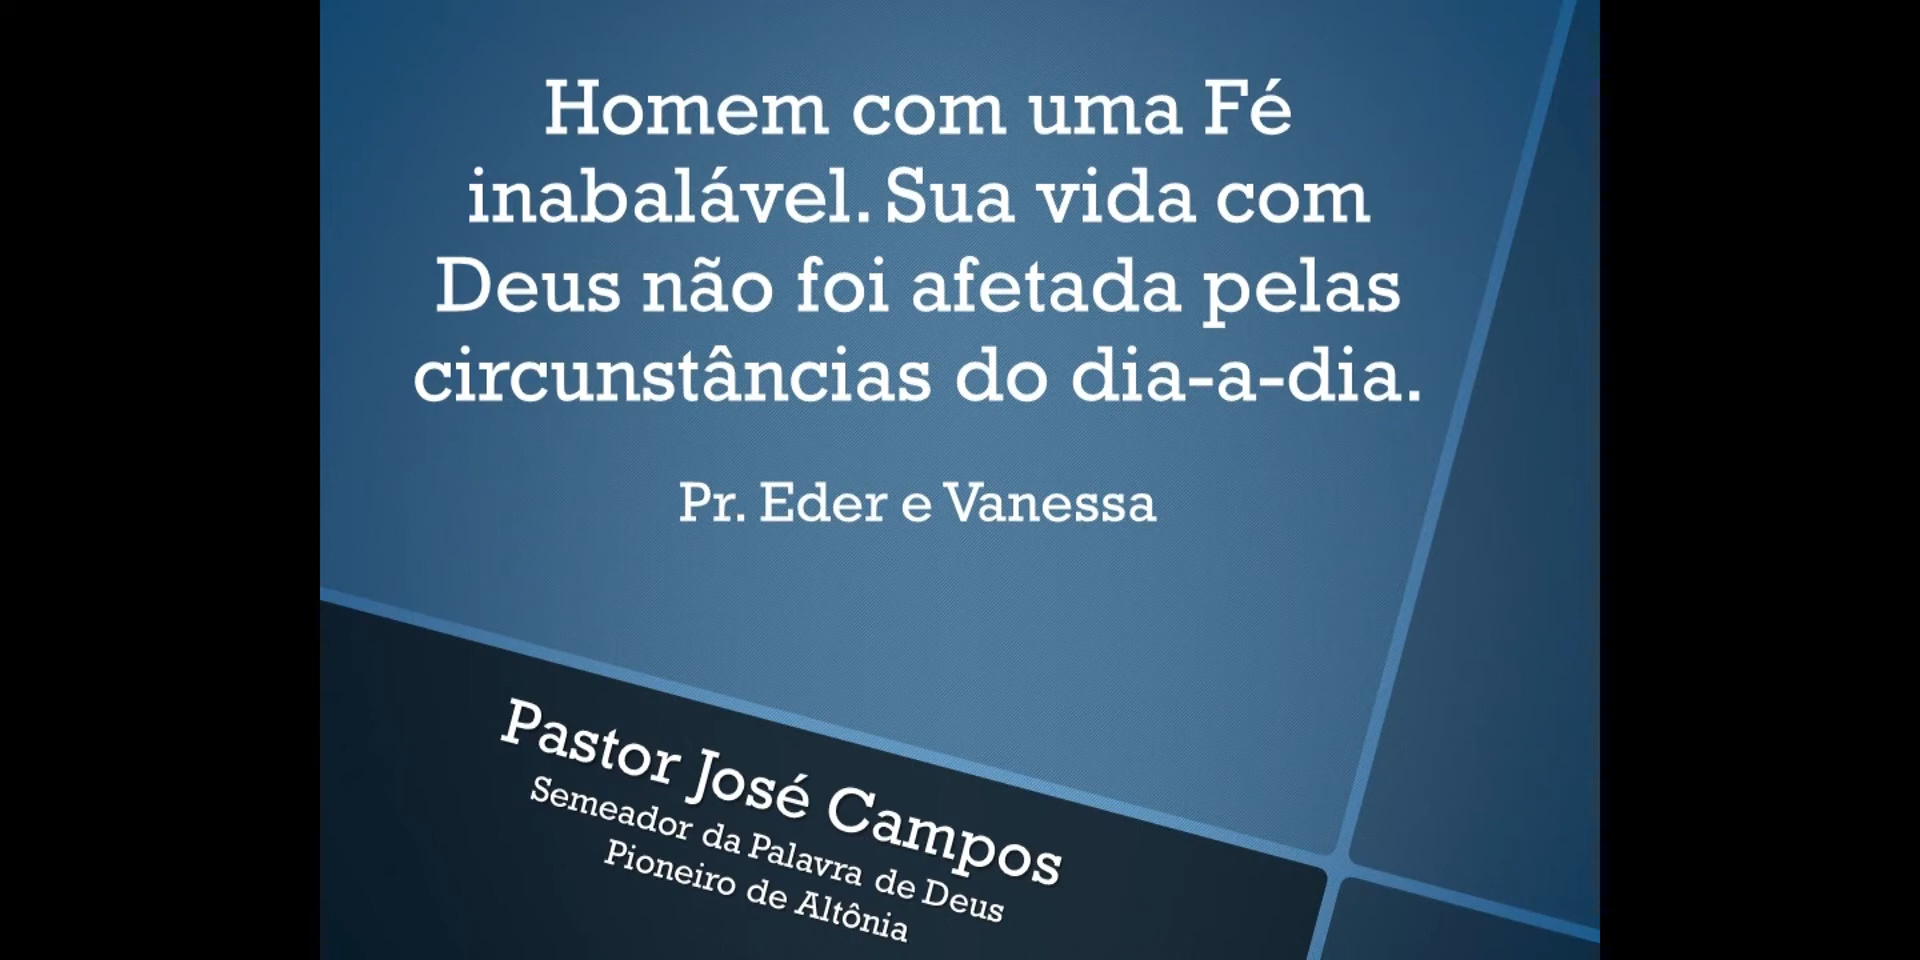 Homem com uma Fé
inabalável. Sua vida com
Deus não foi afetada pelas
circunstâncias do dia-a-dia.
Pr. Eder e Vanessa
Pastor José Campos
Semeador da Palavra de Deus
Pioneiro de Altônia